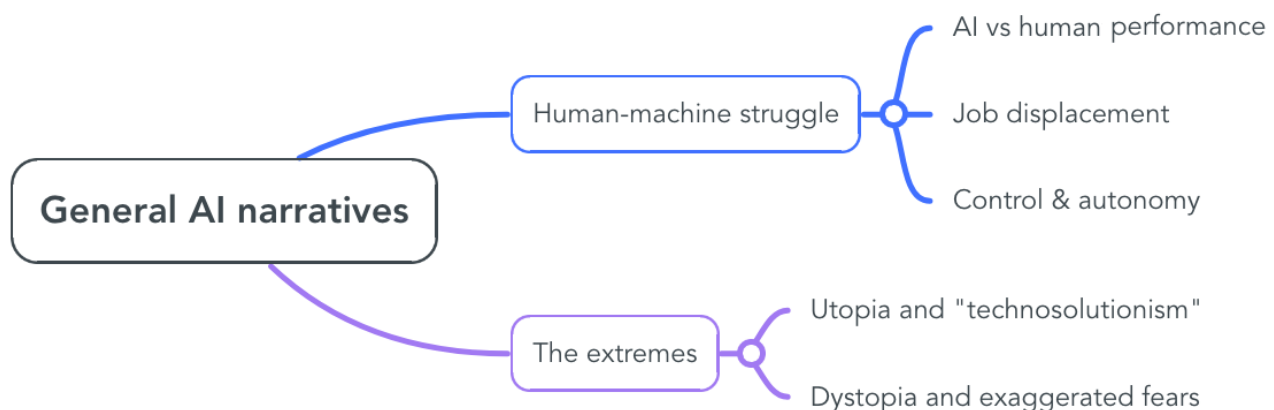 General AI narratives
Human-machine struggle
AI vs human performance
Job displacement
Control & autonomy
The extremes
Utopia and "technosolutionism"
Dystopia and exaggerated fears